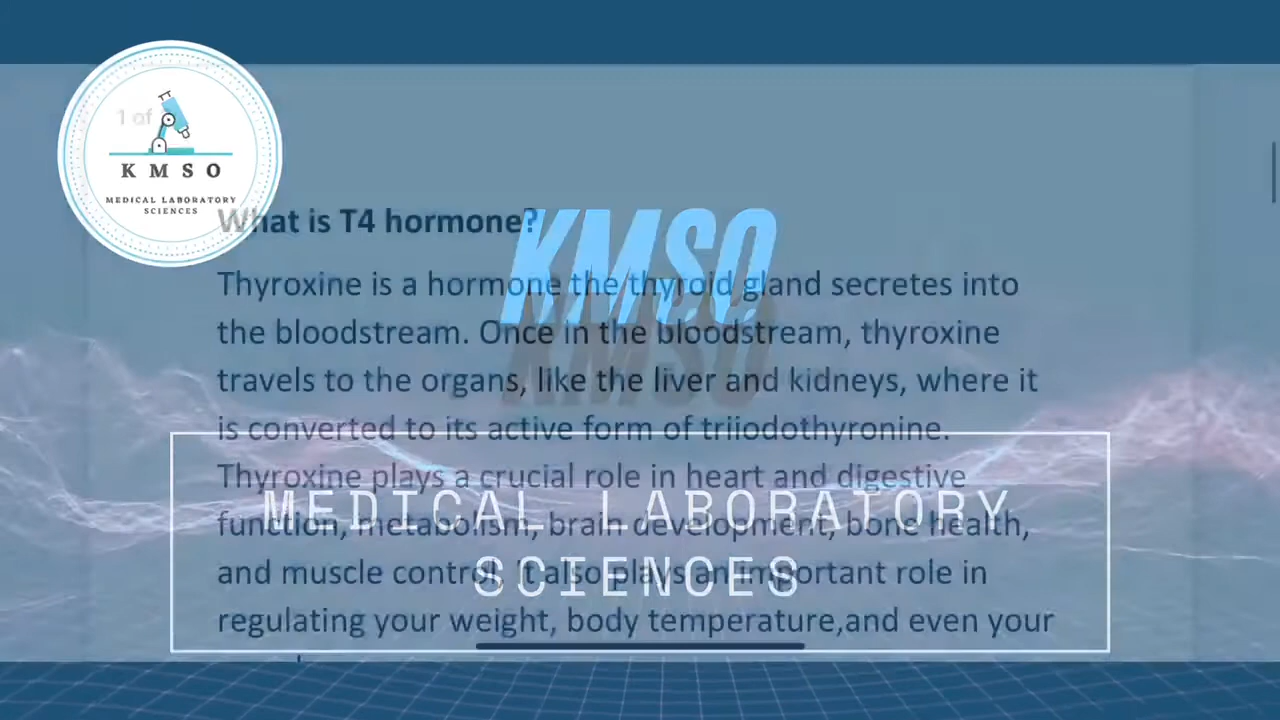 1 of
K M S O
MEDICAL LABORATORY
SCIENCES
What is T4 hormone?
KMSO
KMSO
Thyroxine is a hormone the thyroid gland secretes into
the bloodstream. Once in the bloodstream, thyroxine
travels to the organs, like the liver and kidneys, where it
is converted to its active form of triiodothyronine.
Thyroxine plays a crucial role in heart and digestive
MEDICAL LABORATORY
function, metabolism, brain development, bone health,
SCIENCES
and muscle control. It also plays an important role in
regulating your weight, body temperature,and even your